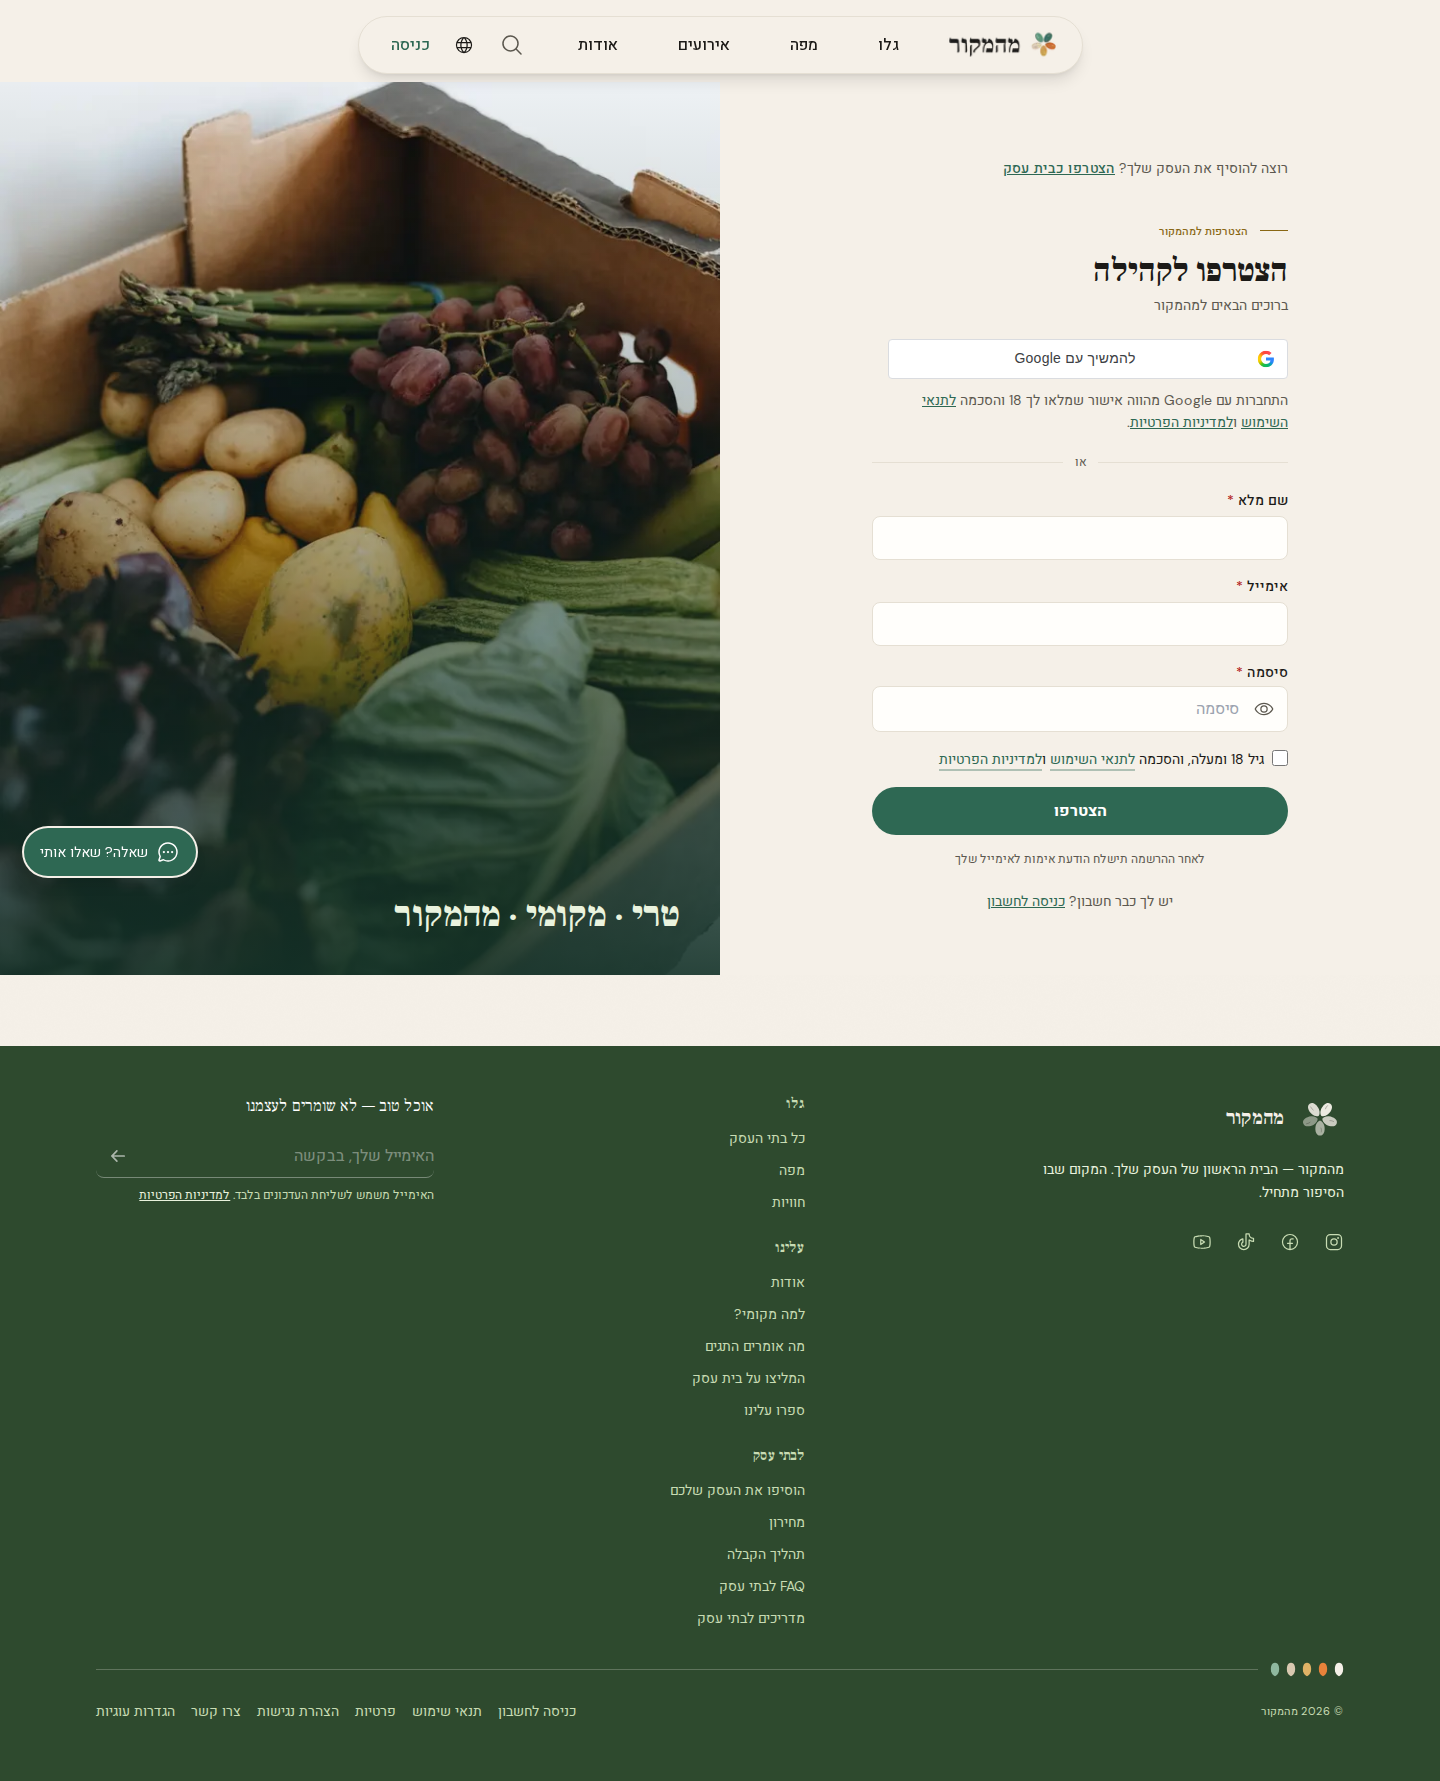 מהמקור
גלו
מפה
אירועים
אודות
כניסה
רוצה להוסיף את העסק שלך? הצטרפו כבית עסק
הצטרפות למהמקור
הצטרפו לקהילה
ברוכים הבאים למהמקור
להמשיך עם Google
התחברות עם Google מהווה אישור שמלאו לך 18 והסכמה לתנאי
השימוש ולמדיניות הפרטיות.
או
שם מלא *
אימייל *
סיסמה *
סיסמה
גיל 18 ומעלה, והסכמה לתנאי השימוש ולמדיניות הפרטיות
הצטרפו
לאחר ההרשמה תישלח הודעת אימות לאימייל שלך
יש לך כבר חשבון? כניסה לחשבון
שאלה? שאלו אותי
טרי · מקומי · מהמקור
מהמקור
מהמקור — הבית הראשון של העסק שלך. המקום שבו
הסיפור מתחיל.
גלו
כל בתי העסק
מפה
חוויות
עלינו
אודות
למה מקומי?
מה אומרים התגים
המליצו על בית עסק
ספרו עלינו
לבתי עסק
הוסיפו את העסק שלכם
מחירון
תהליך הקבלה
FAQ לבתי עסק
מדריכים לבתי עסק
אוכל טוב — לא שומרים לעצמנו
האימייל שלך, בבקשה
האימייל משמש לשליחת העדכונים בלבד. למדיניות הפרטיות
© 2026 מהמקור
כניסה לחשבון
תנאי שימוש
פרטיות
הצהרת נגישות
צרו קשר
הגדרות עוגיות